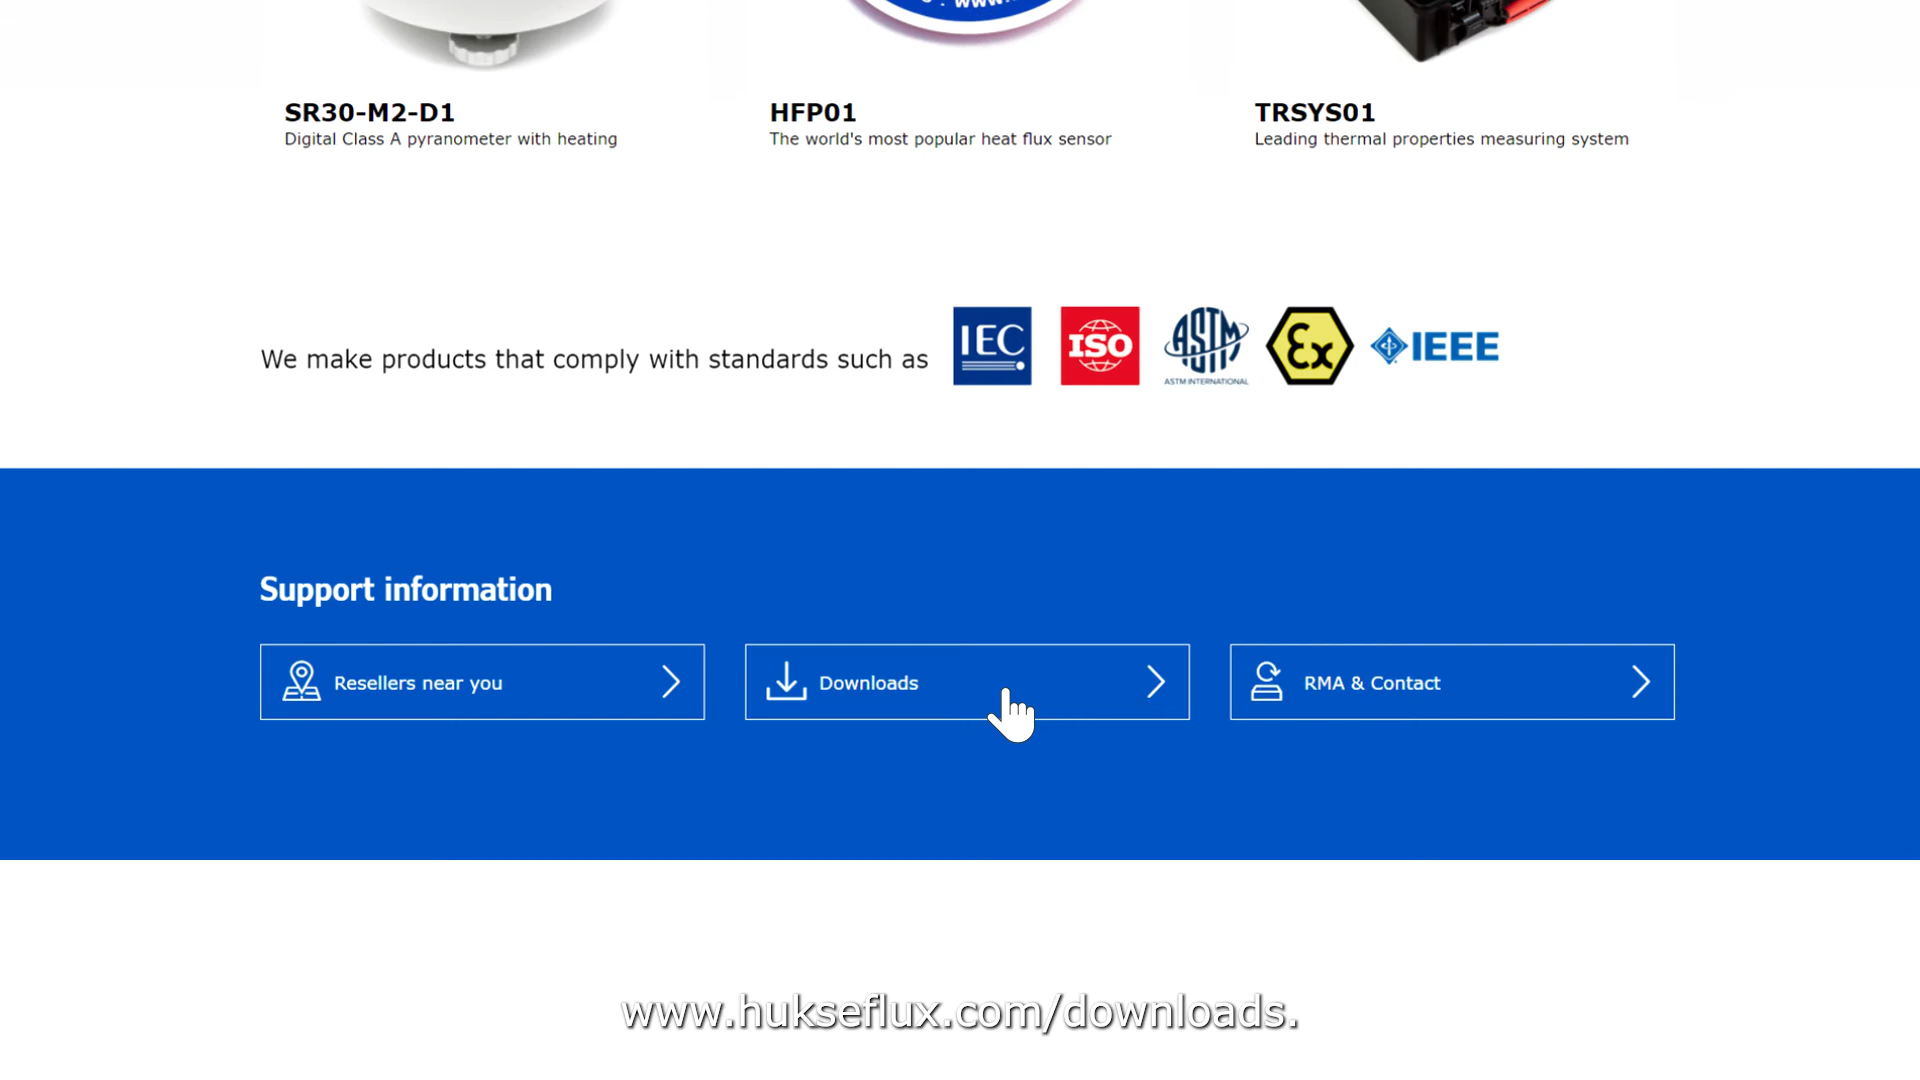 SR30-M2-D1
Digital Class A pyranometer with heating
HFP01
The world's most popular heat flux sensor
TRSYS01
Leading thermal properties measuring system
We make products that comply with standards such as
IEC
ISO
ASTM
ASTM INTERNATIONAL
Ex
IEEE
Support information
Resellers near you
Downloads
RMA & Contact
www.hukseflux.com/downloads.